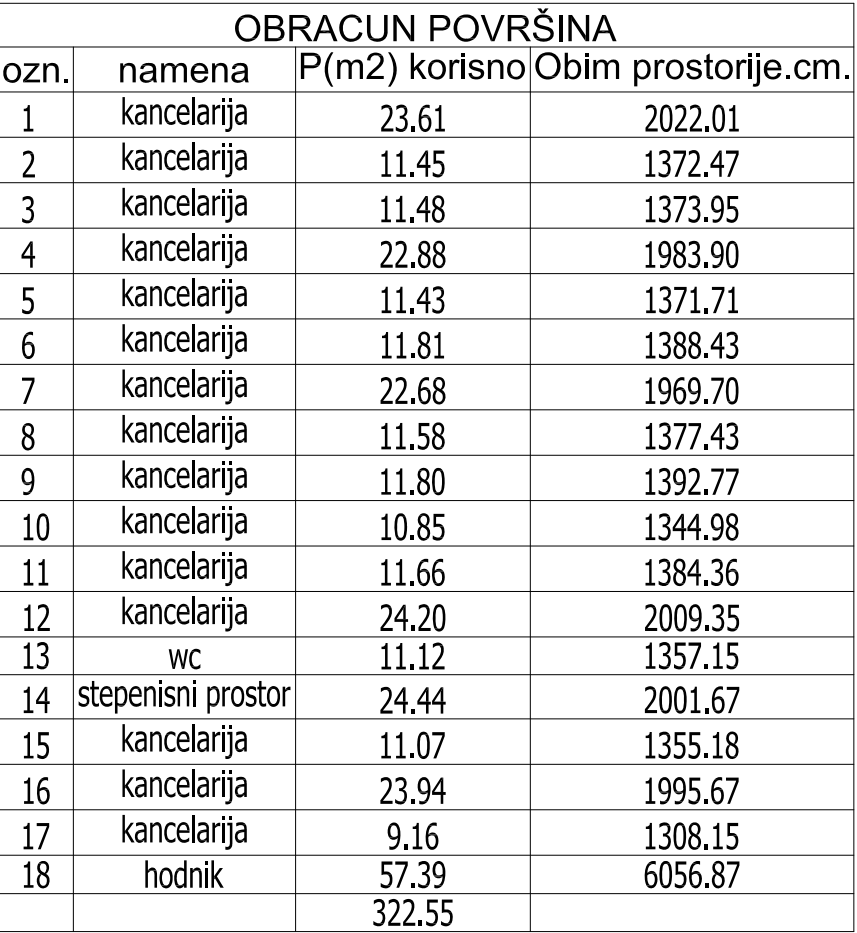 OBRACUN POVRŠINA
ozn. namena P(m2) korisno Obim prostorije.cm.
1 kancelarija 23.61 2022.01
2 kancelarija 11.45 1372.47
3 kancelarija 11.48 1373.95
4 kancelarija 22.88 1983.90
5 kancelarija 11.43 1371.71
6 kancelarija 11.81 1388.43
7 kancelarija 22.68 1969.70
8 kancelarija 11.58 1377.43
9 kancelarija 11.80 1392.77
10 kancelarija 10.85 1344.98
11 kancelarija 11.66 1384.36
12 kancelarija 24.20 2009.35
13 wc 11.12 1357.15
14 stepenisni prostor 24.44 2001.67
15 kancelarija 11.07 1355.18
16 kancelarija 23.94 1995.67
17 kancelarija 9.16 1308.15
18 hodnik 57.39 6056.87
322.55